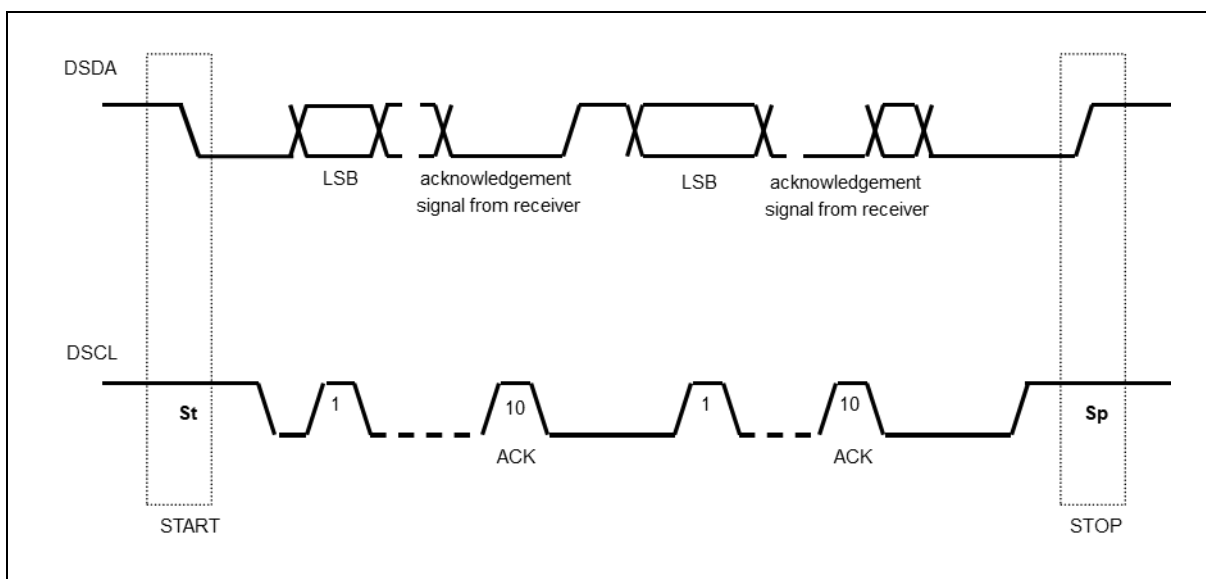 DSDA
LSB
acknowledgement
signal from receiver
LSB
acknowledgement
signal from receiver
DSCL
St
1
10
1
10
Sp
ACK
ACK
START
STOP